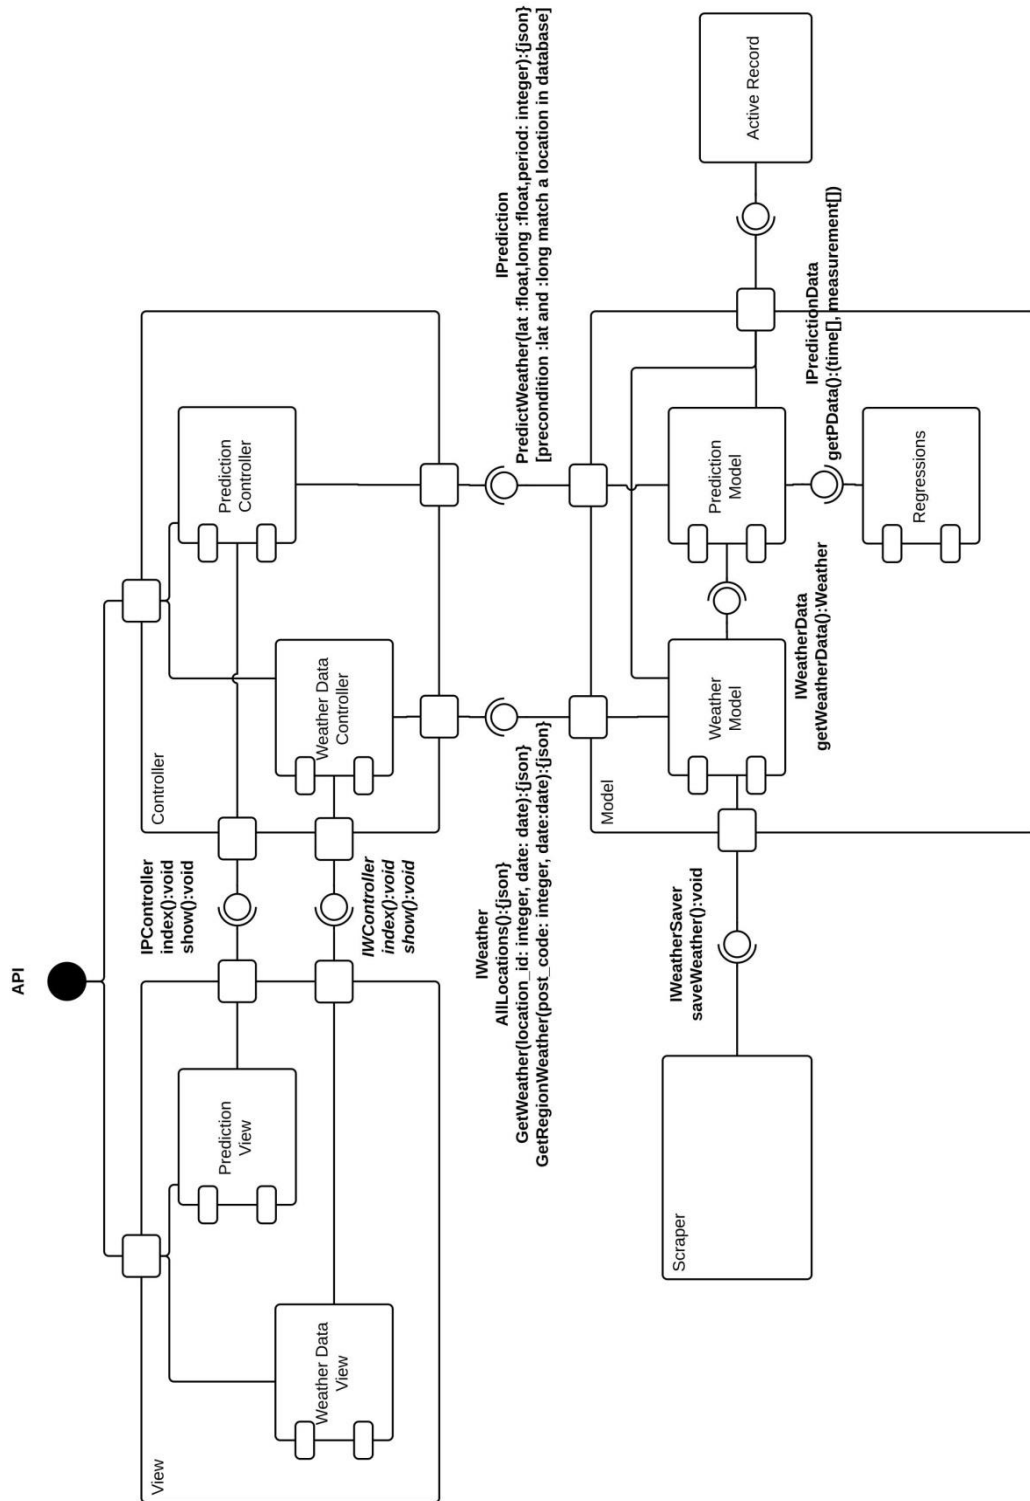 API
View
Weather Data
View
Prediction
View
IPController
index():void
show():void
IWController
index():void
show():void
Controller
Weather Data
Controller
Prediction
Controller
IWeather
AllLocations():{json}
GetWeather(location_id: integer, date: date):{json}
GetRegionWeather(post_code: integer, date:date):{json}
IPrediction
PredictWeather(lat :float,long :float,period: integer):{json}
[precondition :lat and :long match a location in database]
Scraper
IWeatherSaver
saveWeather():void
Model
Weather
Model
IWeatherData
getWeatherData():Weather
Prediction
Model
IPredictionData
getPData():(time[], measurement[])
Regressions
Active Record